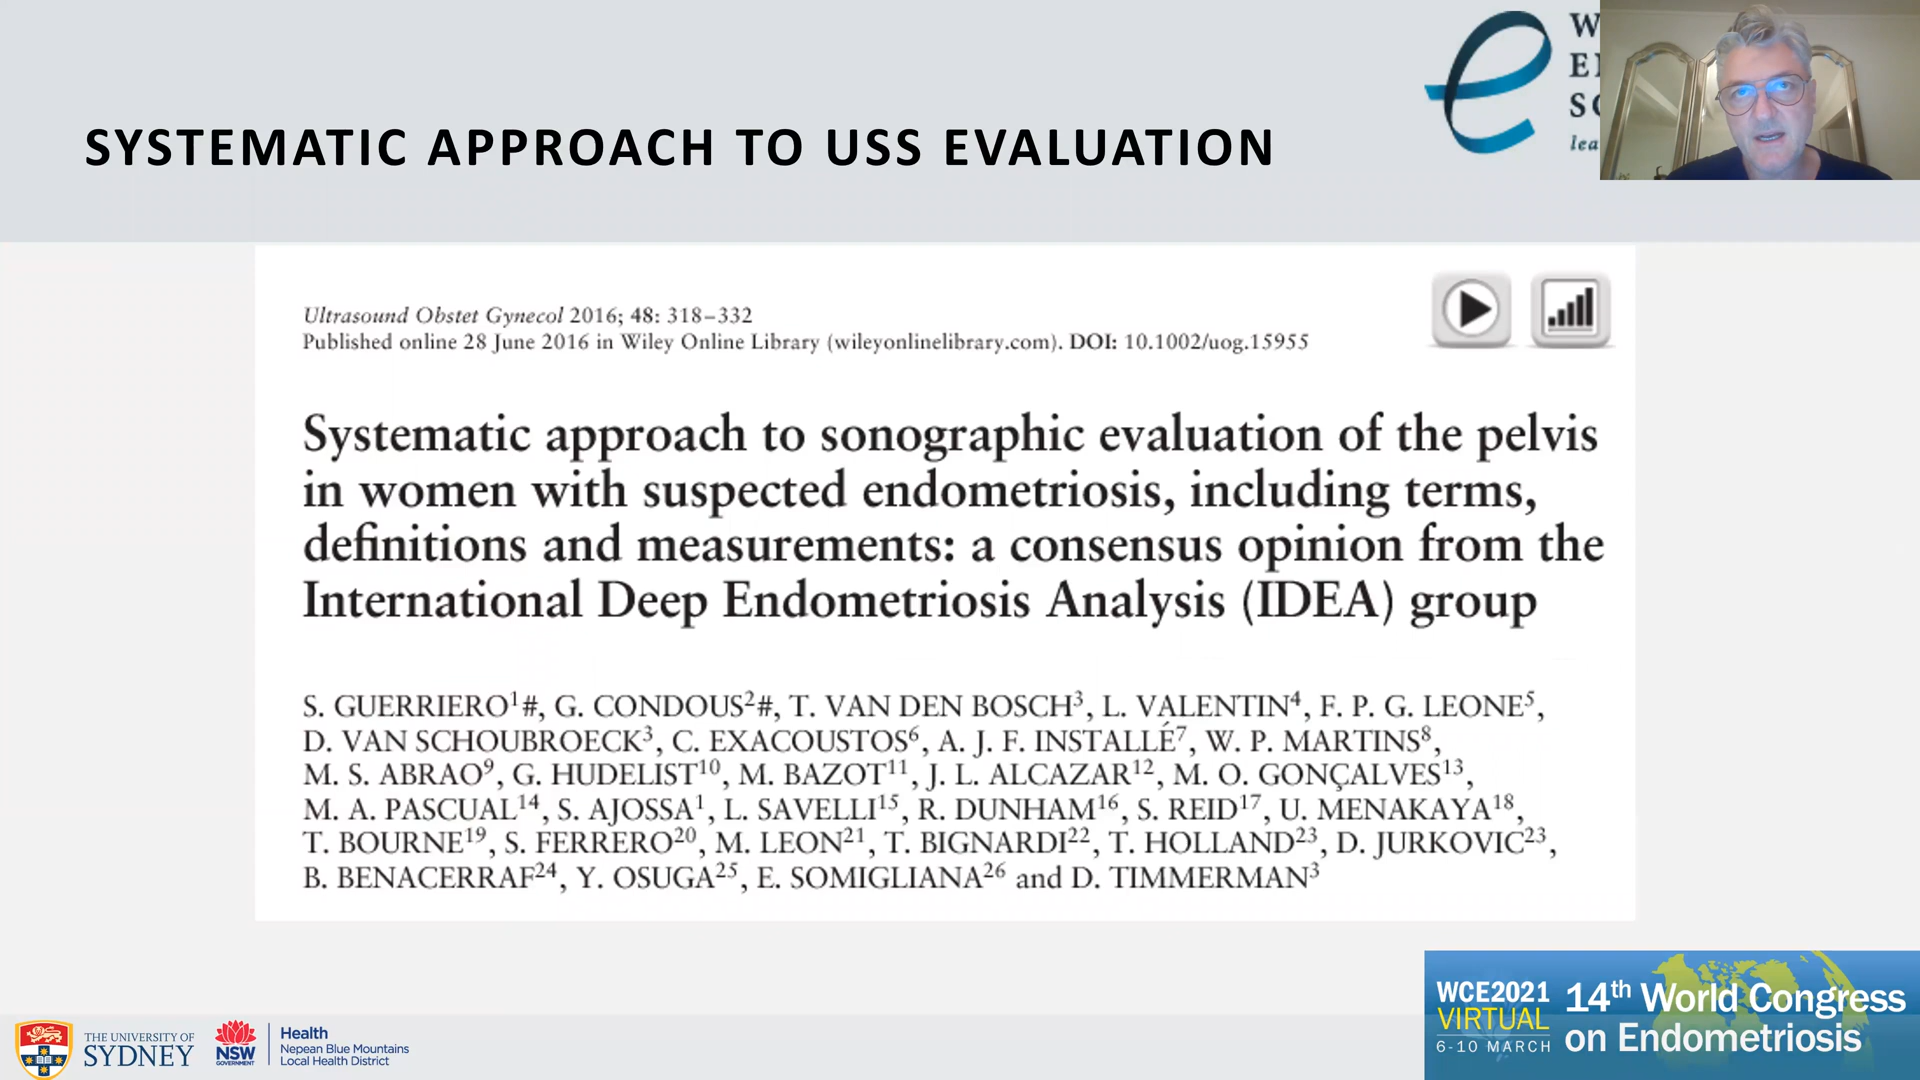 SYSTEMATIC APPROACH TO USS EVALUATION
Ultrasound Obstet Gynecol 2016; 48: 318–332
Published online 28 June 2016 in Wiley Online Library (wileyonlinelibrary.com). DOI: 10.1002/uog.15955
Systematic approach to sonographic evaluation of the pelvis
in women with suspected endometriosis, including terms,
definitions and measurements: a consensus opinion from the
International Deep Endometriosis Analysis (IDEA) group
S. GUERRIERO1#, G. CONDOUS2#, T. VAN DEN BOSCH3, L. VALENTIN4, F. P. G. LEONE5,
D. VAN SCHOUBROECK3, C. EXACOUSTOS6, A. J. F. INSTALLÉ7, W. P. MARTINS8,
M. S. ABRAO9, G. HUDELIST10, M. BAZOT11, J. L. ALCAZAR12, M. O. GONÇALVES13,
M. A. PASCUAL14, S. AJOSSA1, L. SAVELLI15, R. DUNHAM16, S. REID17, U. MENAKAYA18,
T. BOURNE19, S. FERRERO20, M. LEON21, T. BIGNARDI22, T. HOLLAND23, D. JURKOVIC23,
B. BENACERRAF24, Y. OSUGA25, E. SOMIGLIANA26 and D. TIMMERMAN3
THE UNIVERSITY OF
SYDNEY
NSW
GOVERNMENT
Health
Nepean Blue Mountains
Local Health District
WCE2021
VIRTUAL
6-10 MARCH
14th World Congress
on Endometriosis